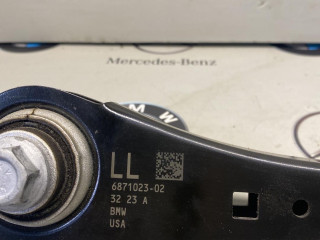 Mercedes-Benz
M W
LL
6871023-02
32 23 A
BMW
USA